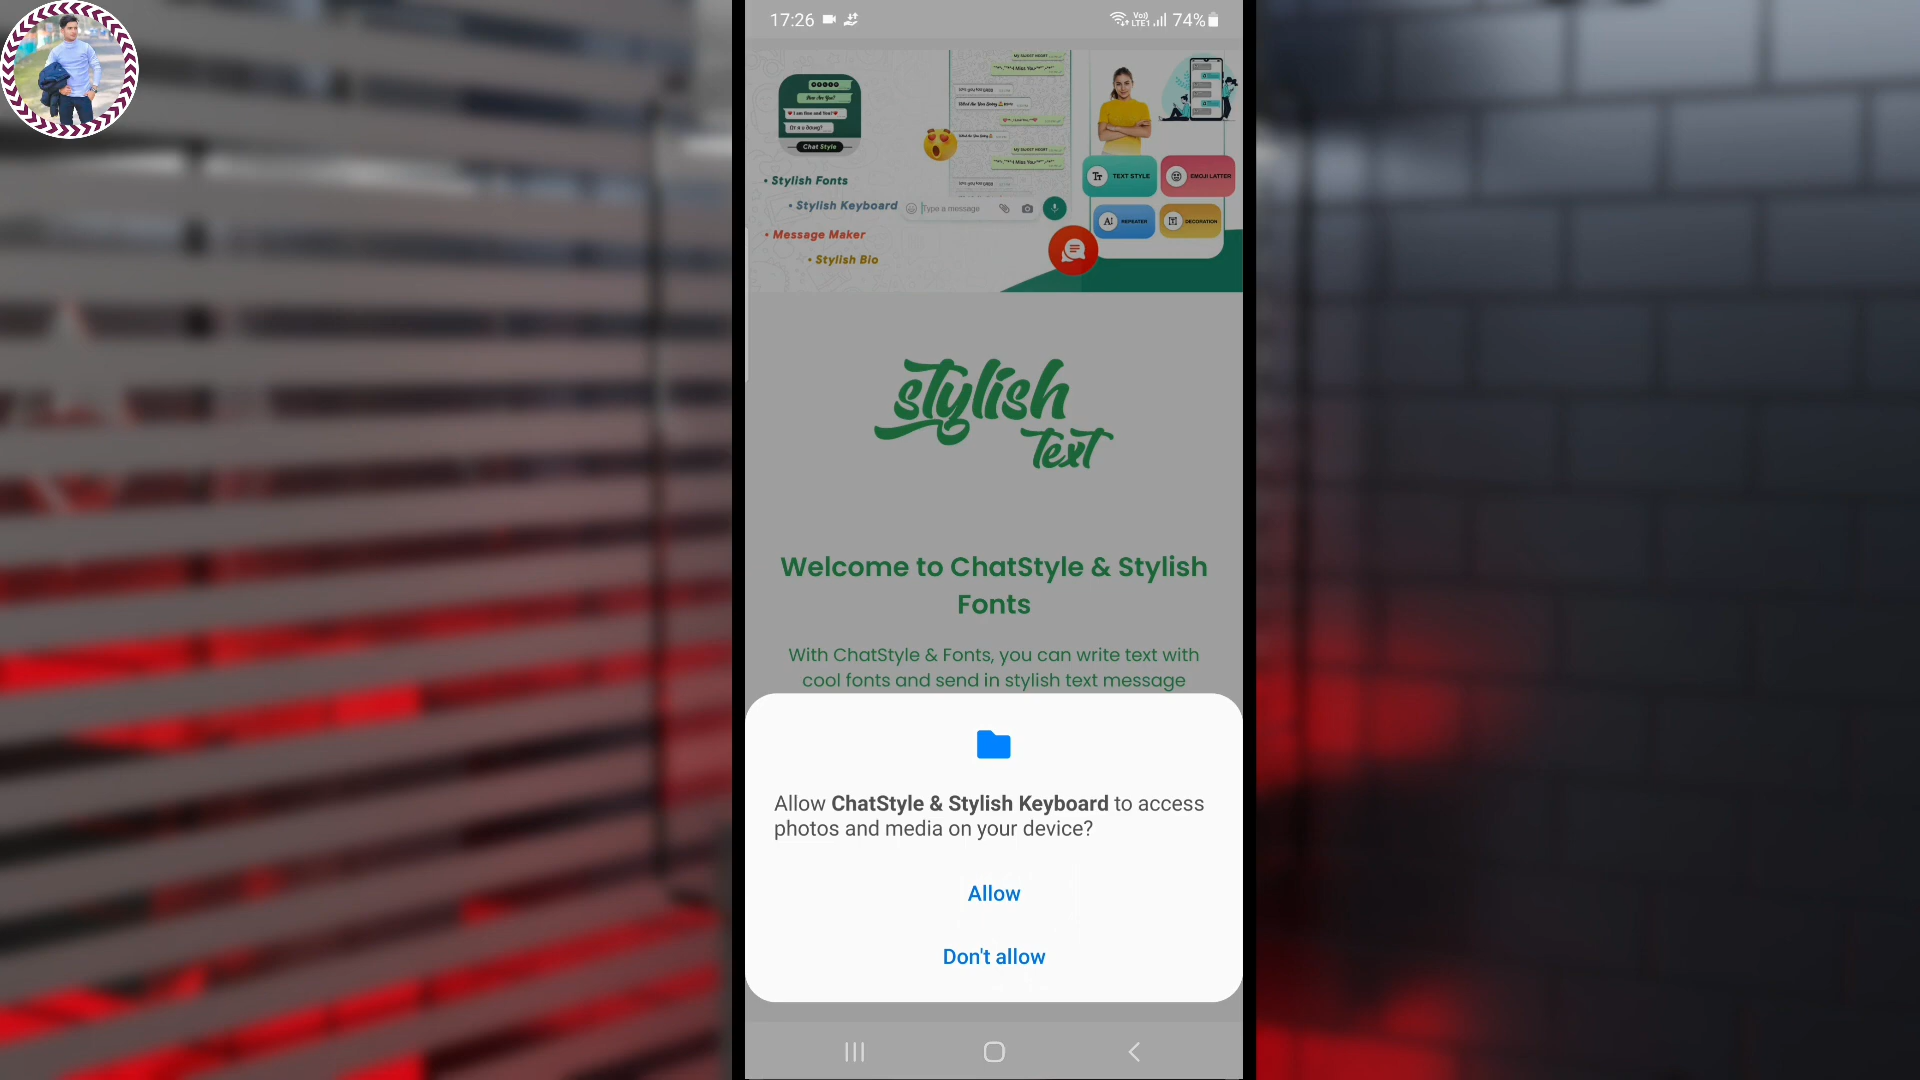 17:26
Vo)) LTE1 74%
Chat Style
• Stylish Fonts
• Stylish Keyboard
• Message Maker
• Stylish Bio
Type a message
TEXT STYLE
EMOJI LATTER
REPEATER
DECORATION
stylish
text
Welcome to ChatStyle & Stylish
Fonts
With ChatStyle & Fonts, you can write text with
cool fonts and send in stylish text message
Allow ChatStyle & Stylish Keyboard to access
photos and media on your device?
Allow
Don't allow